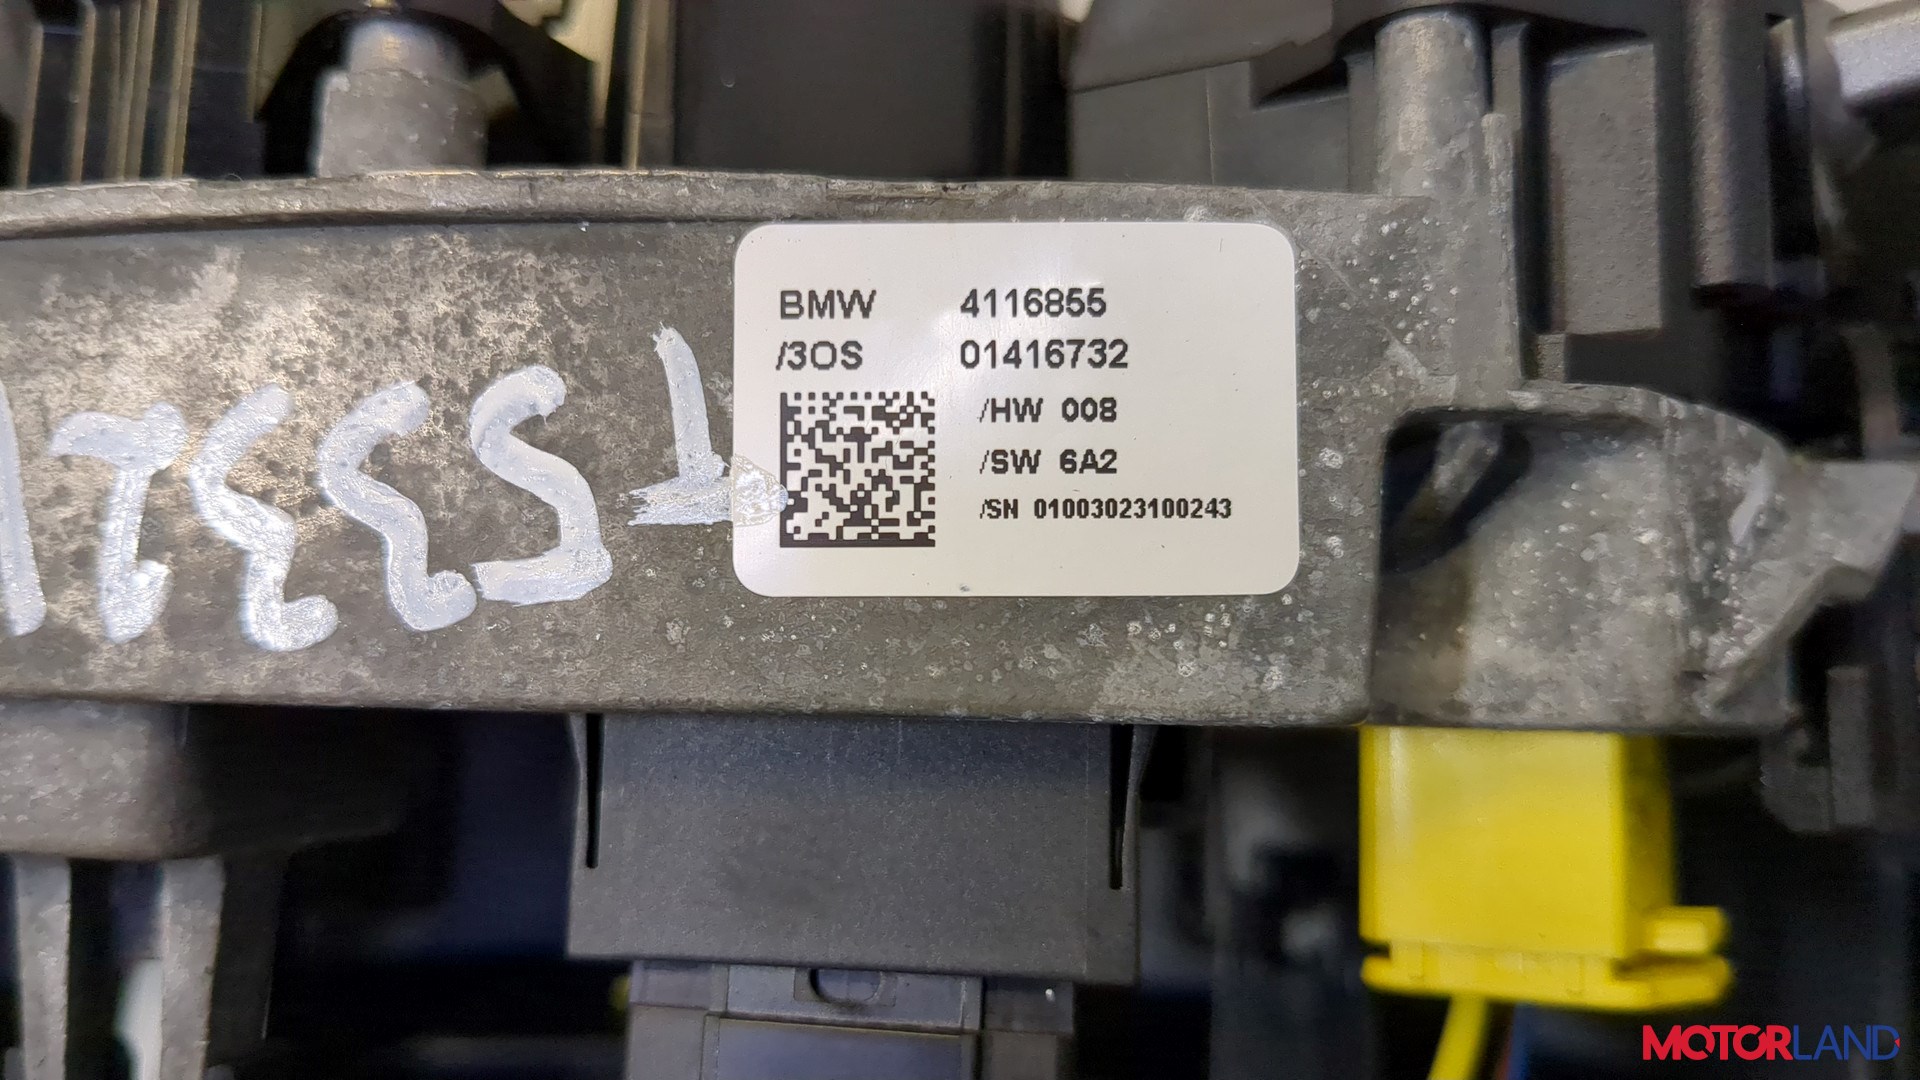 BMW 4116855
/3OS 01416732
/HW 008
/SW 6A2
/SN 01003023100243
MOTORLAND